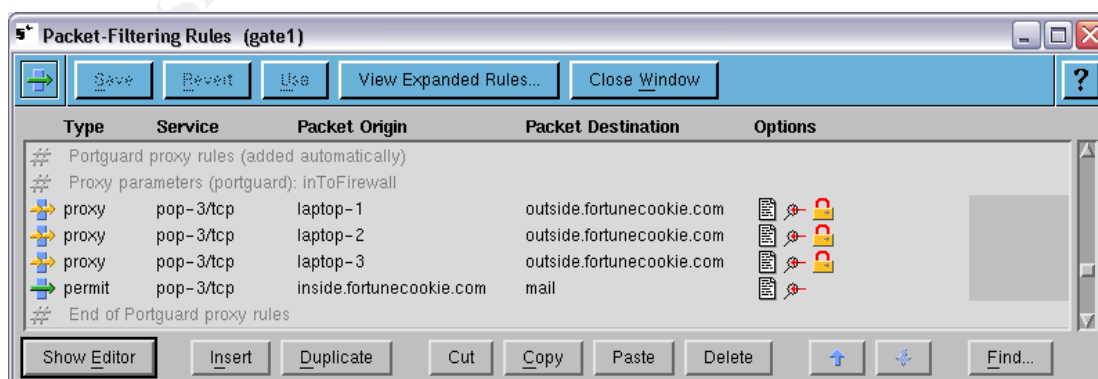 Packet-Filtering Rules (gate1)
Save Revert Use View Expanded Rules... Close Window ?
Type Service Packet Origin Packet Destination Options
# Portguard proxy rules (added automatically)
# Proxy parameters (portguard): inToFirewall
proxy pop-3/tcp laptop-1 outside.fortunecookie.com
proxy pop-3/tcp laptop-2 outside.fortunecookie.com
proxy pop-3/tcp laptop-3 outside.fortunecookie.com
permit pop-3/tcp inside.fortunecookie.com mail
# End of Portguard proxy rules
Show Editor Insert Duplicate Cut Copy Paste Delete Find...